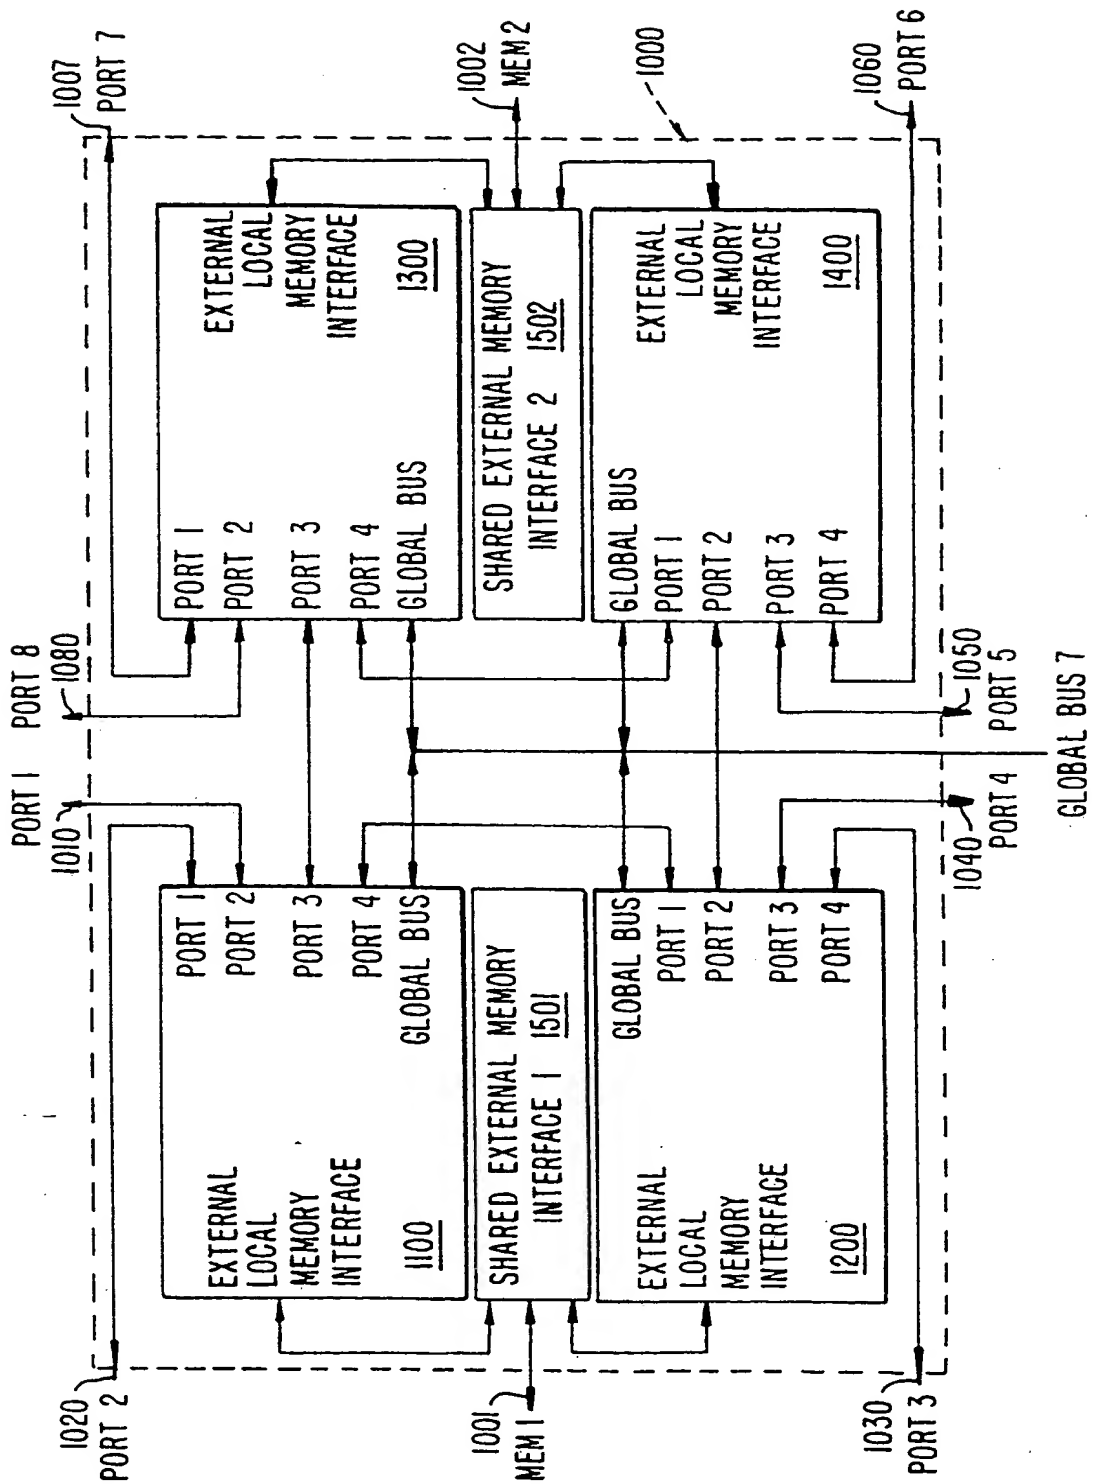 PORT 1
PORT 8
1020
PORT 2
1010
1080
1007
PORT 7
PORT 1
PORT 2
PORT 3
PORT 4
GLOBAL BUS
EXTERNAL
LOCAL
MEMORY
INTERFACE
1100
PORT 1
PORT 2
PORT 3
PORT 4
GLOBAL BUS
EXTERNAL
LOCAL
MEMORY
INTERFACE
1300
1001
MEM 1
SHARED EXTERNAL MEMORY
INTERFACE 1 1501
SHARED EXTERNAL MEMORY
INTERFACE 2 1502
1002
MEM 2
1000
GLOBAL BUS
PORT 1
PORT 2
PORT 3
PORT 4
EXTERNAL
LOCAL
MEMORY
INTERFACE
1200
GLOBAL BUS
PORT 1
PORT 2
PORT 3
PORT 4
EXTERNAL
LOCAL
MEMORY
INTERFACE
1400
1030
PORT 3
1040
PORT 4
1050
PORT 5
1060
PORT 6
GLOBAL BUS 7